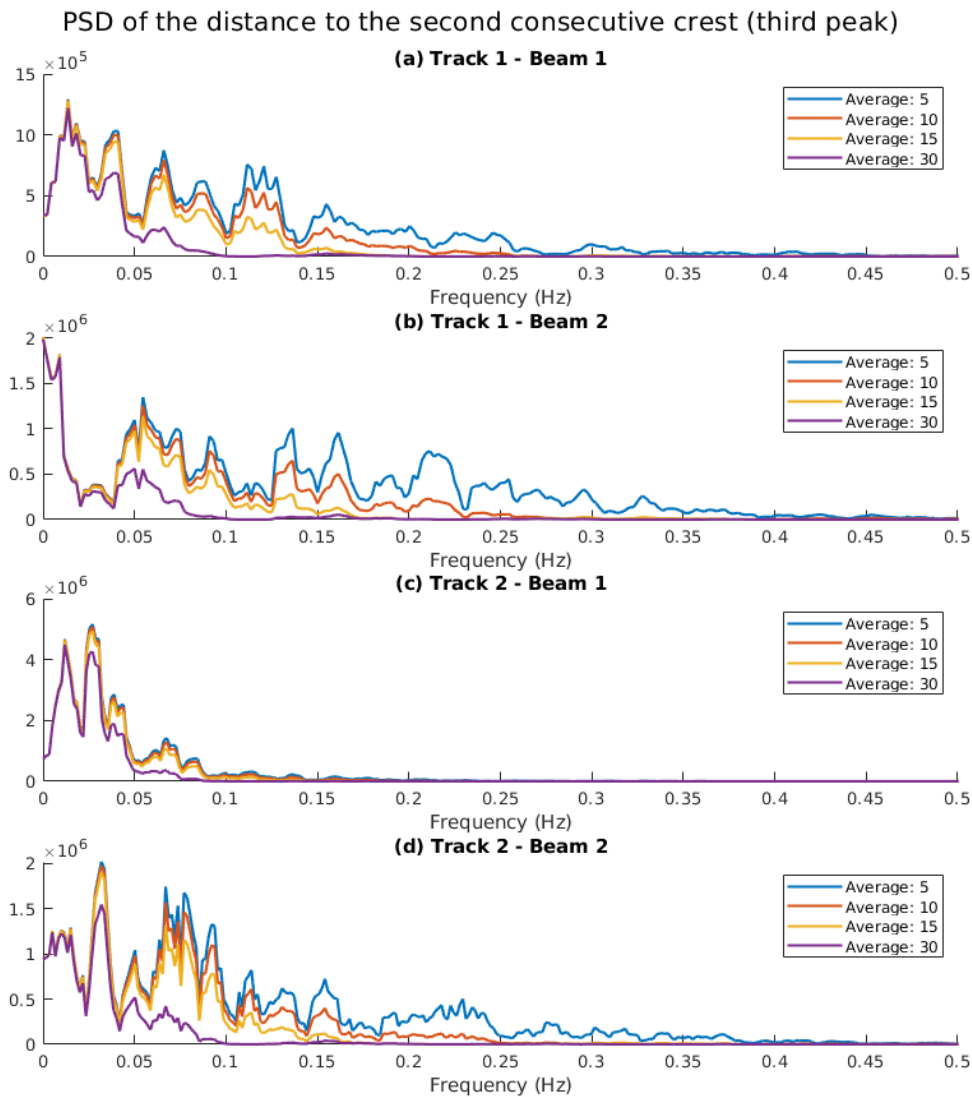 PSD of the distance to the second consecutive crest (third peak)
(a) Track 1 - Beam 1
×10^5
15
10
5
0
0 0.05 0.1 0.15 0.2 0.25 0.3 0.35 0.4 0.45 0.5
Frequency (Hz)
Average: 5
Average: 10
Average: 15
Average: 30
(b) Track 1 - Beam 2
×10^6
2
1.5
1
0.5
0
0 0.05 0.1 0.15 0.2 0.25 0.3 0.35 0.4 0.45 0.5
Frequency (Hz)
Average: 5
Average: 10
Average: 15
Average: 30
(c) Track 2 - Beam 1
×10^6
6
4
2
0
0 0.05 0.1 0.15 0.2 0.25 0.3 0.35 0.4 0.45 0.5
Frequency (Hz)
Average: 5
Average: 10
Average: 15
Average: 30
(d) Track 2 - Beam 2
×10^6
2
1.5
1
0.5
0
0 0.05 0.1 0.15 0.2 0.25 0.3 0.35 0.4 0.45 0.5
Frequency (Hz)
Average: 5
Average: 10
Average: 15
Average: 30